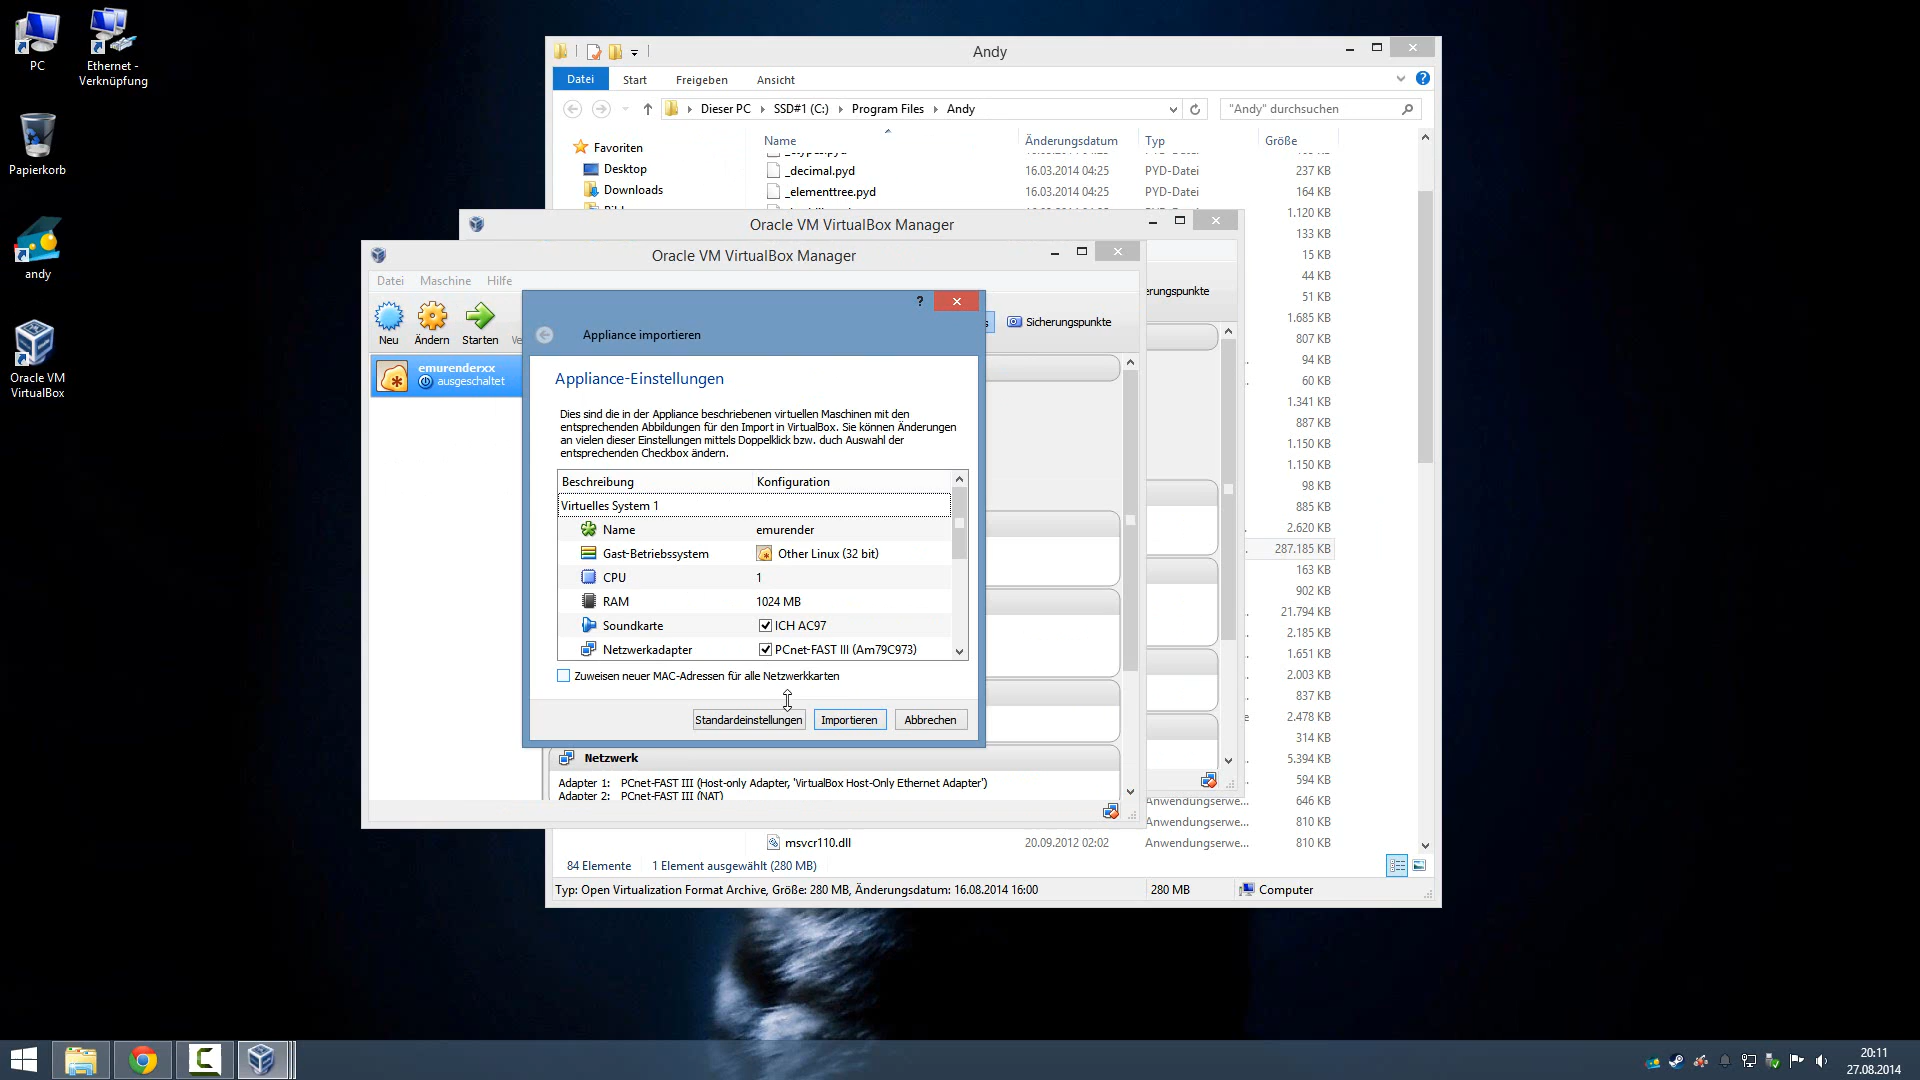 PC
Ethernet -
Verknüpfung
Papierkorb
andy
Oracle VM
VirtualBox
Andy
Datei
Start
Freigeben
Ansicht
Dieser PC
SSD#1 (C:)
Program Files
Andy
"Andy" durchsuchen
Name
Änderungsdatum
Typ
Größe
Favoriten
Desktop
Downloads
_decimal.pyd 16.03.2014 04:25 PYD-Datei 237 KB
_elementtree.pyd 16.03.2014 04:25 PYD-Datei 164 KB
1.120 KB
133 KB
15 KB
44 KB
51 KB
1.685 KB
807 KB
94 KB
60 KB
1.341 KB
887 KB
1.150 KB
1.150 KB
98 KB
885 KB
2.620 KB
287.185 KB
163 KB
902 KB
21.794 KB
2.185 KB
1.651 KB
2.003 KB
837 KB
2.478 KB
314 KB
5.394 KB
594 KB
Anwendungserwe... 646 KB
Anwendungserwe... 810 KB
msvcr110.dll 20.09.2012 02:02 Anwendungserwe... 810 KB
84 Elemente 1 Element ausgewählt (280 MB)
Typ: Open Virtualization Format Archive, Größe: 280 MB, Änderungsdatum: 16.08.2014 16:00
280 MB
Computer
Oracle VM VirtualBox Manager
rungspunkte
Oracle VM VirtualBox Manager
Datei Maschine Hilfe
Neu
Ändern
Starten
Ve
s
Sicherungspunkte
emurenderxx
ausgeschaltet
?
Appliance importieren
Appliance-Einstellungen
Dies sind die in der Appliance beschriebenen virtuellen Maschinen mit den
entsprechenden Abbildungen für den Import in VirtualBox. Sie können Änderungen
an vielen dieser Einstellungen mittels Doppelklick bzw. duch Auswahl der
entsprechenden Checkbox ändern.
Beschreibung Konfiguration
Virtuelles System 1
Name emurender
Gast-Betriebssystem Other Linux (32 bit)
CPU 1
RAM 1024 MB
Soundkarte ICH AC97
Netzwerkadapter PCnet-FAST III (Am79C973)
Zuweisen neuer MAC-Adressen für alle Netzwerkkarten
Standardeinstellungen
Importieren
Abbrechen
Netzwerk
Adapter 1: PCnet-FAST III (Host-only Adapter, 'VirtualBox Host-Only Ethernet Adapter')
Adapter 2: PCnet-FAST III (NAT)
20:11
27.08.2014